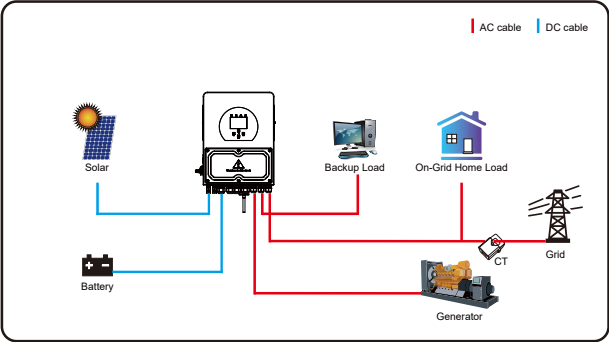 AC cable
DC cable
Solar
Backup Load
On-Grid Home Load
CT
Grid
Battery
Generator